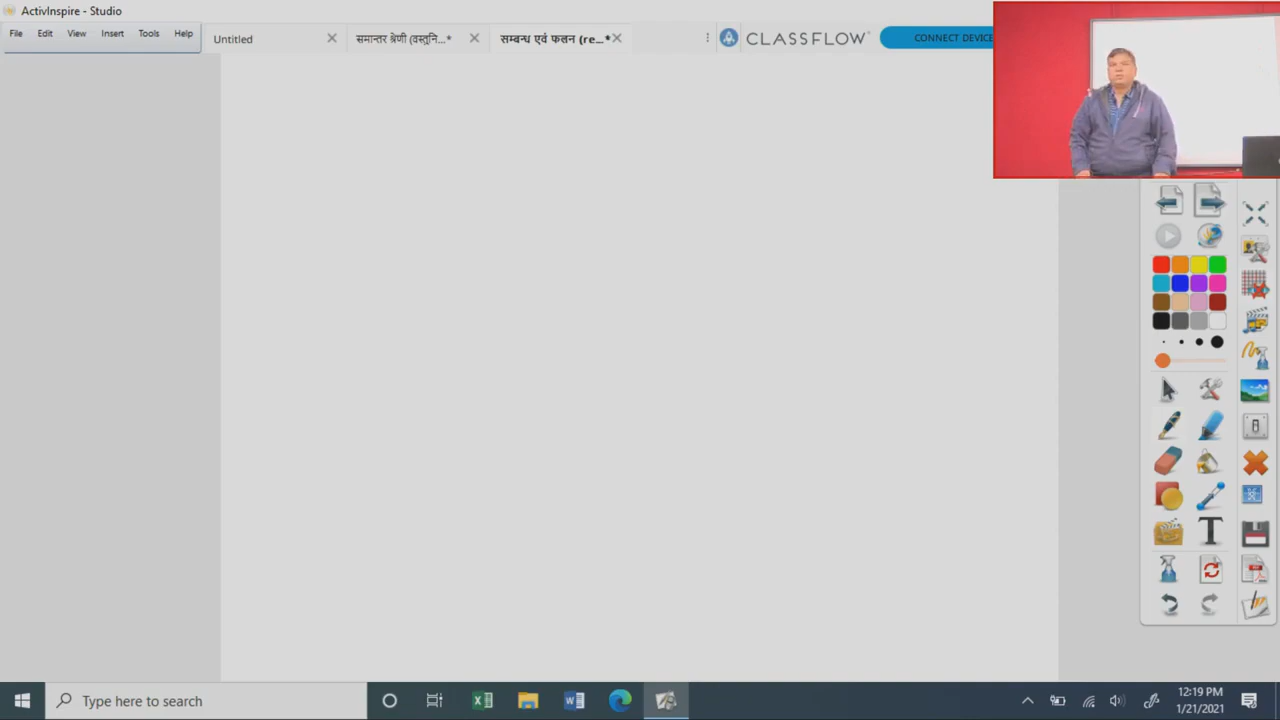 ActivInspire - Studio
File Edit View Insert Tools Help
Untitled
समान्तर श्रेणी (वस्तुनि...*
सम्बन्ध एवं फलन (re...*
CLASSFLOW
CONNECT DEVICE
T
Type here to search
12:19 PM
1/21/2021